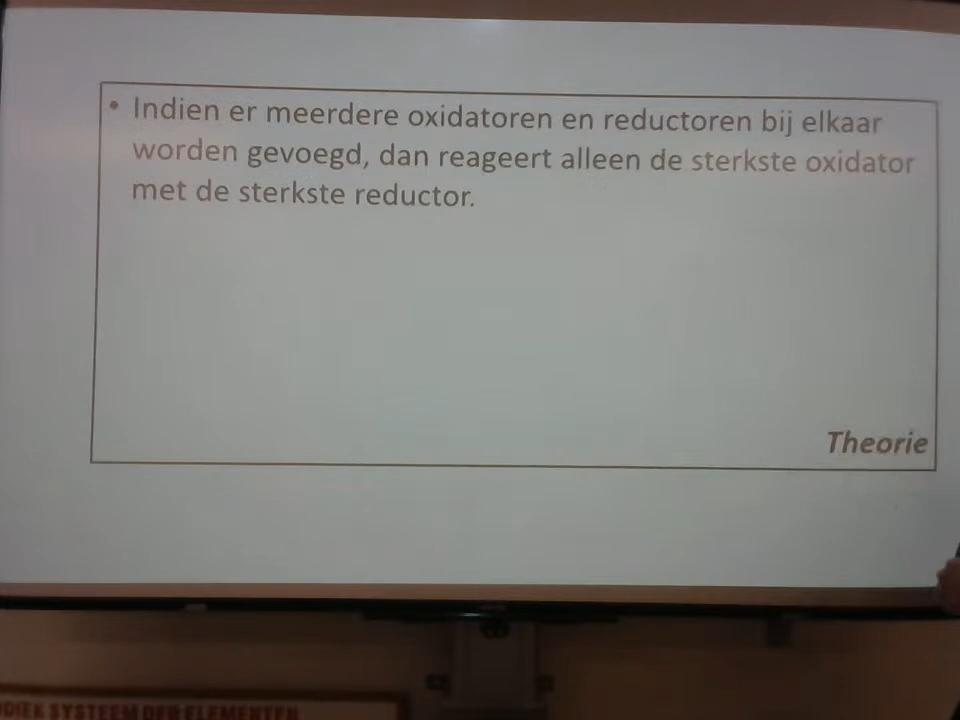 • Indien er meerdere oxidatoren en reductoren bij elkaar
worden gevoegd, dan reageert alleen de sterkste oxidator
met de sterkste reductor.
Theorie
SYSTEEM DER ELEMENTEN